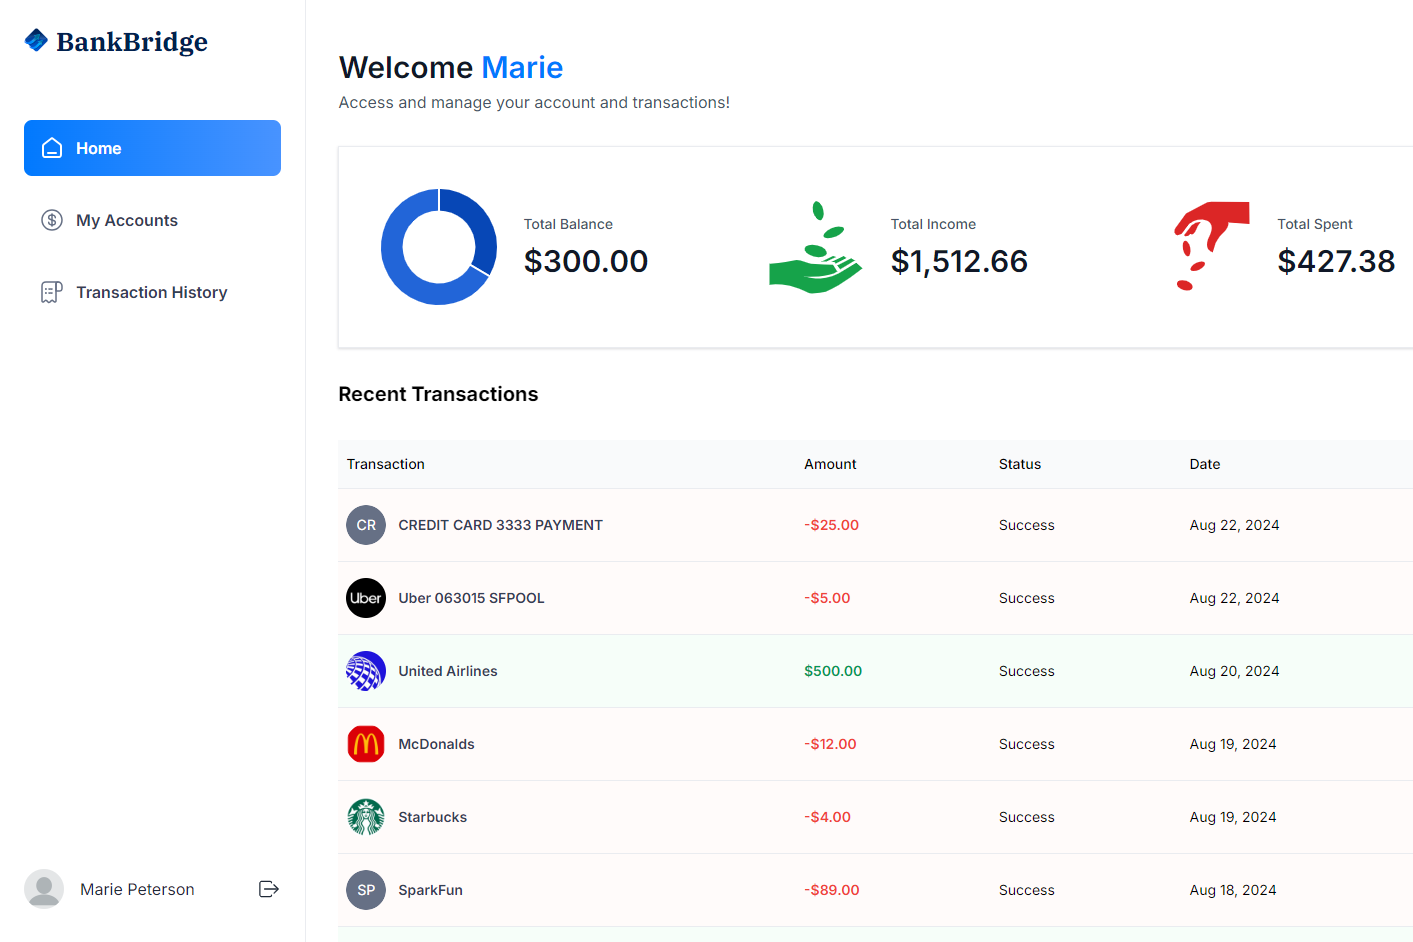 BankBridge
Home
My Accounts
Transaction History
Marie Peterson
Welcome Marie
Access and manage your account and transactions!
Total Balance
$300.00
Total Income
$1,512.66
Total Spent
$427.38
Recent Transactions
Transaction Amount Status Date
CR CREDIT CARD 3333 PAYMENT -$25.00 Success Aug 22, 2024
Uber Uber 063015 SFPOOL -$5.00 Success Aug 22, 2024
United Airlines $500.00 Success Aug 20, 2024
McDonalds -$12.00 Success Aug 19, 2024
Starbucks -$4.00 Success Aug 19, 2024
SP SparkFun -$89.00 Success Aug 18, 2024